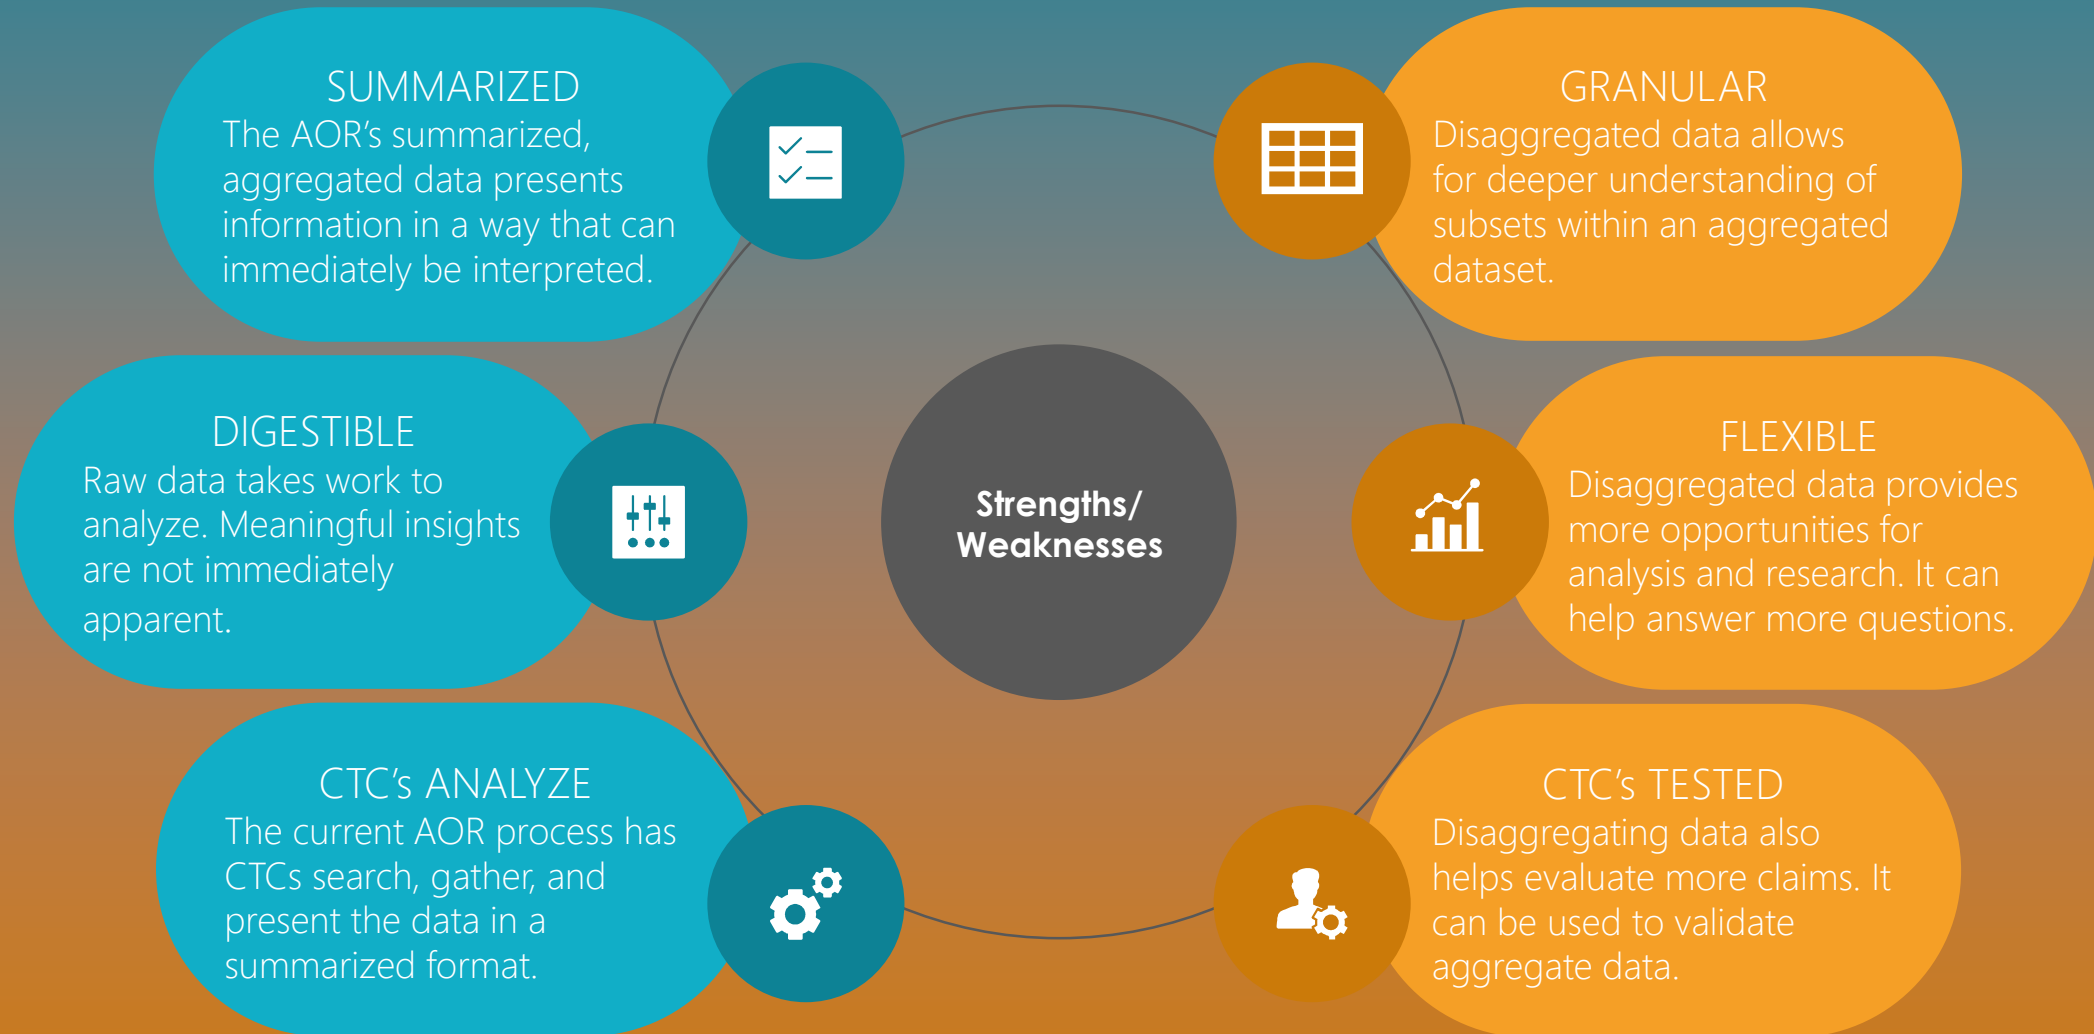 SUMMARIZED
The AOR’s summarized,
aggregated data presents
information in a way that can
immediately be interpreted.
DIGESTIBLE
Raw data takes work to
analyze. Meaningful insights
are not immediately
apparent.
CTC’s ANALYZE
The current AOR process has
CTCs search, gather, and
present the data in a
summarized format.
Strengths/
Weaknesses
GRANULAR
Disaggregated data allows
for deeper understanding of
subsets within an aggregated
dataset.
FLEXIBLE
Disaggregated data provides
more opportunities for
analysis and research. It can
help answer more questions.
CTC’s TESTED
Disaggregating data also
helps evaluate more claims. It
can be used to validate
aggregate data.